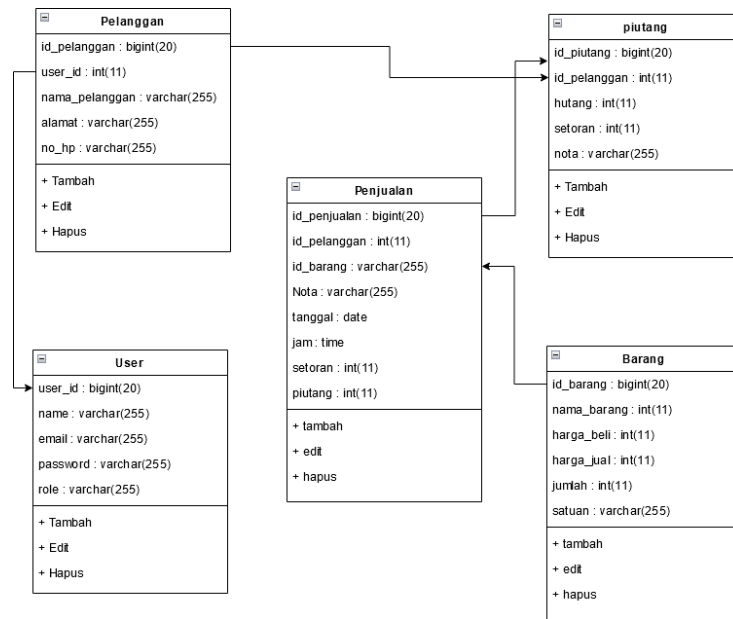 Pelanggan
id_pelanggan : bigint(20)
user_id : int(11)
nama_pelanggan : varchar(255)
alamat : varchar(255)
no_hp : varchar(255)
+ Tambah
+ Edit
+ Hapus
piutang
id_piutang : bigint(20)
id_pelanggan : int(11)
hutang : int(11)
setoran : int(11)
nota : varchar(255)
+ Tambah
+ Edit
+ Hapus
Penjualan
id_penjualan : bigint(20)
id_pelanggan : int(11)
id_barang : varchar(255)
Nota : varchar(255)
tanggal : date
jam : time
setoran : int(11)
piutang : int(11)
+ tambah
+ edit
+ hapus
User
user_id : bigint(20)
name : varchar(255)
email : varchar(255)
password : varchar(255)
role : varchar(255)
+ Tambah
+ Edit
+ Hapus
Barang
id_barang : bigint(20)
nama_barang : int(11)
harga_beli : int(11)
harga_jual : int(11)
jumlah : int(11)
satuan : varchar(255)
+ tambah
+ edit
+ hapus